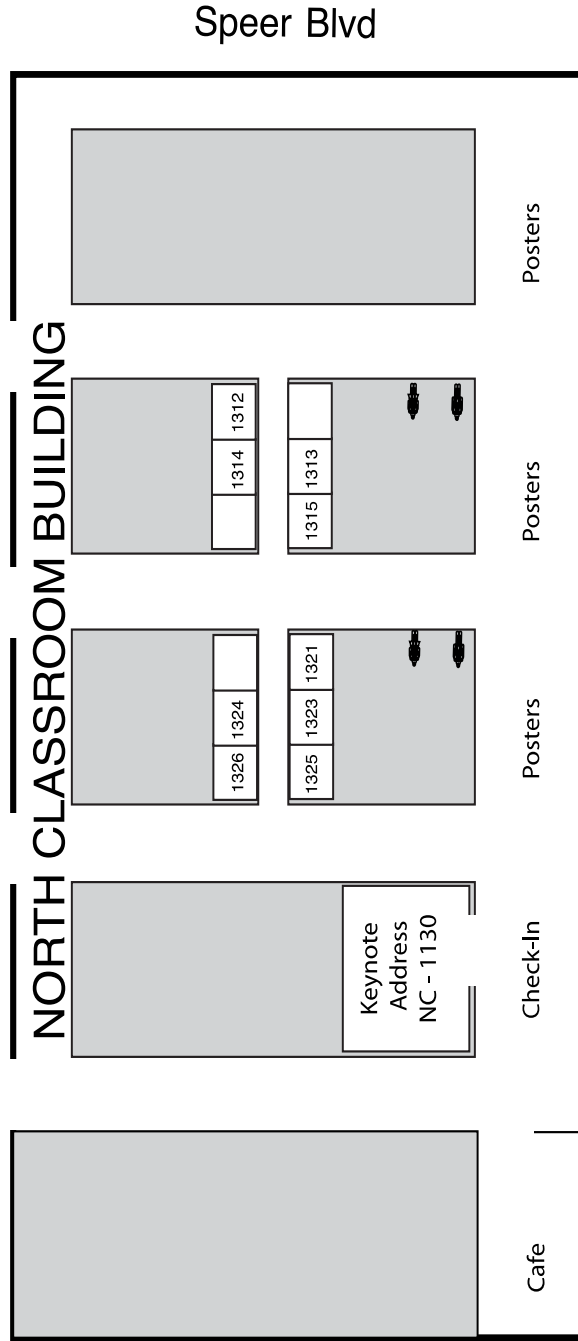 Speer Blvd
NORTH CLASSROOM BUILDING
Posters
1312
1314
1313
1315
Posters
1324
1326
1321
1323
1325
Posters
Keynote
Address
NC - 1130
Check-In
Cafe